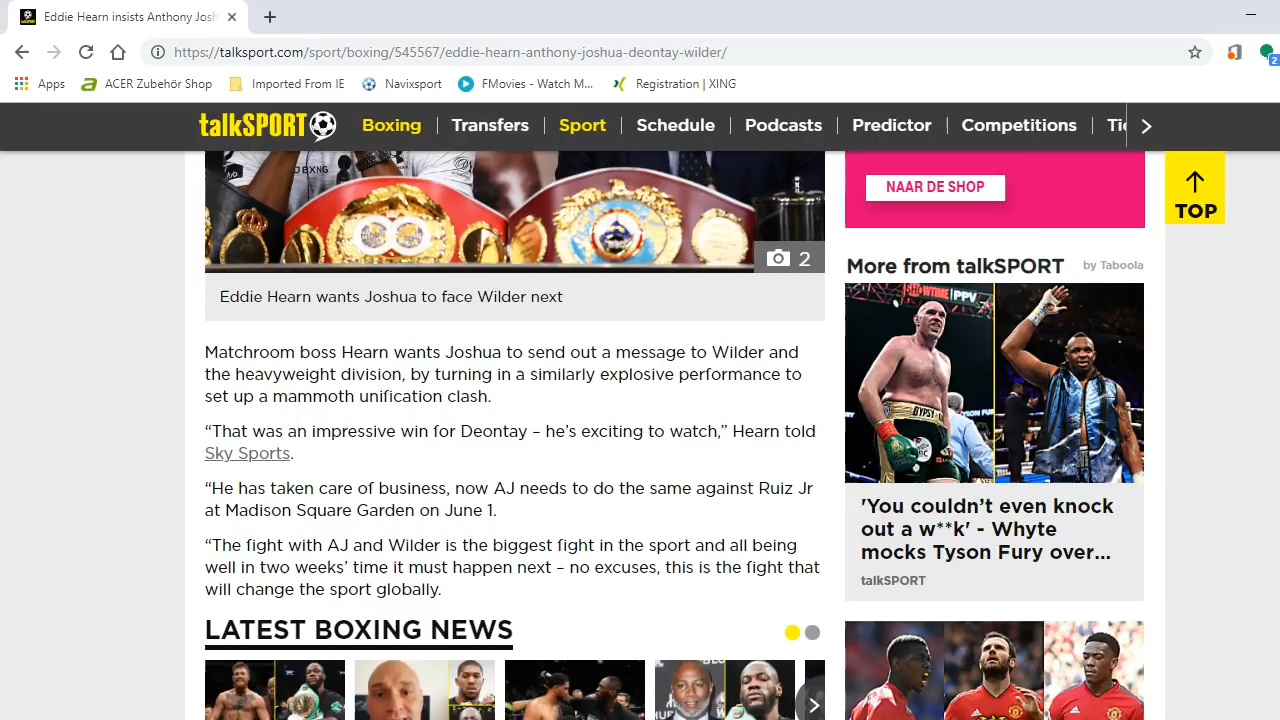 Eddie Hearn insists Anthony Josh
https://talksport.com/sport/boxing/545567/eddie-hearn-anthony-joshua-deontay-wilder/
2
Apps
ACER Zubehör Shop
Imported From IE
Navixsport
FMovies - Watch M...
Registration | XING
talkSPORT
Boxing
Transfers
Sport
Schedule
Podcasts
Predictor
Competitions
NAAR DE SHOP
TOP
2
Eddie Hearn wants Joshua to face Wilder next
Matchroom boss Hearn wants Joshua to send out a message to Wilder and
the heavyweight division, by turning in a similarly explosive performance to
set up a mammoth unification clash.
“That was an impressive win for Deontay – he’s exciting to watch,” Hearn told
Sky Sports.
“He has taken care of business, now AJ needs to do the same against Ruiz Jr
at Madison Square Garden on June 1.
“The fight with AJ and Wilder is the biggest fight in the sport and all being
well in two weeks’ time it must happen next – no excuses, this is the fight that
will change the sport globally.
LATEST BOXING NEWS
More from talkSPORT
by Taboola
SHOWTIME PPV
GYPSY
'You couldn’t even knock
out a w**k' - Whyte
mocks Tyson Fury over...
talkSPORT